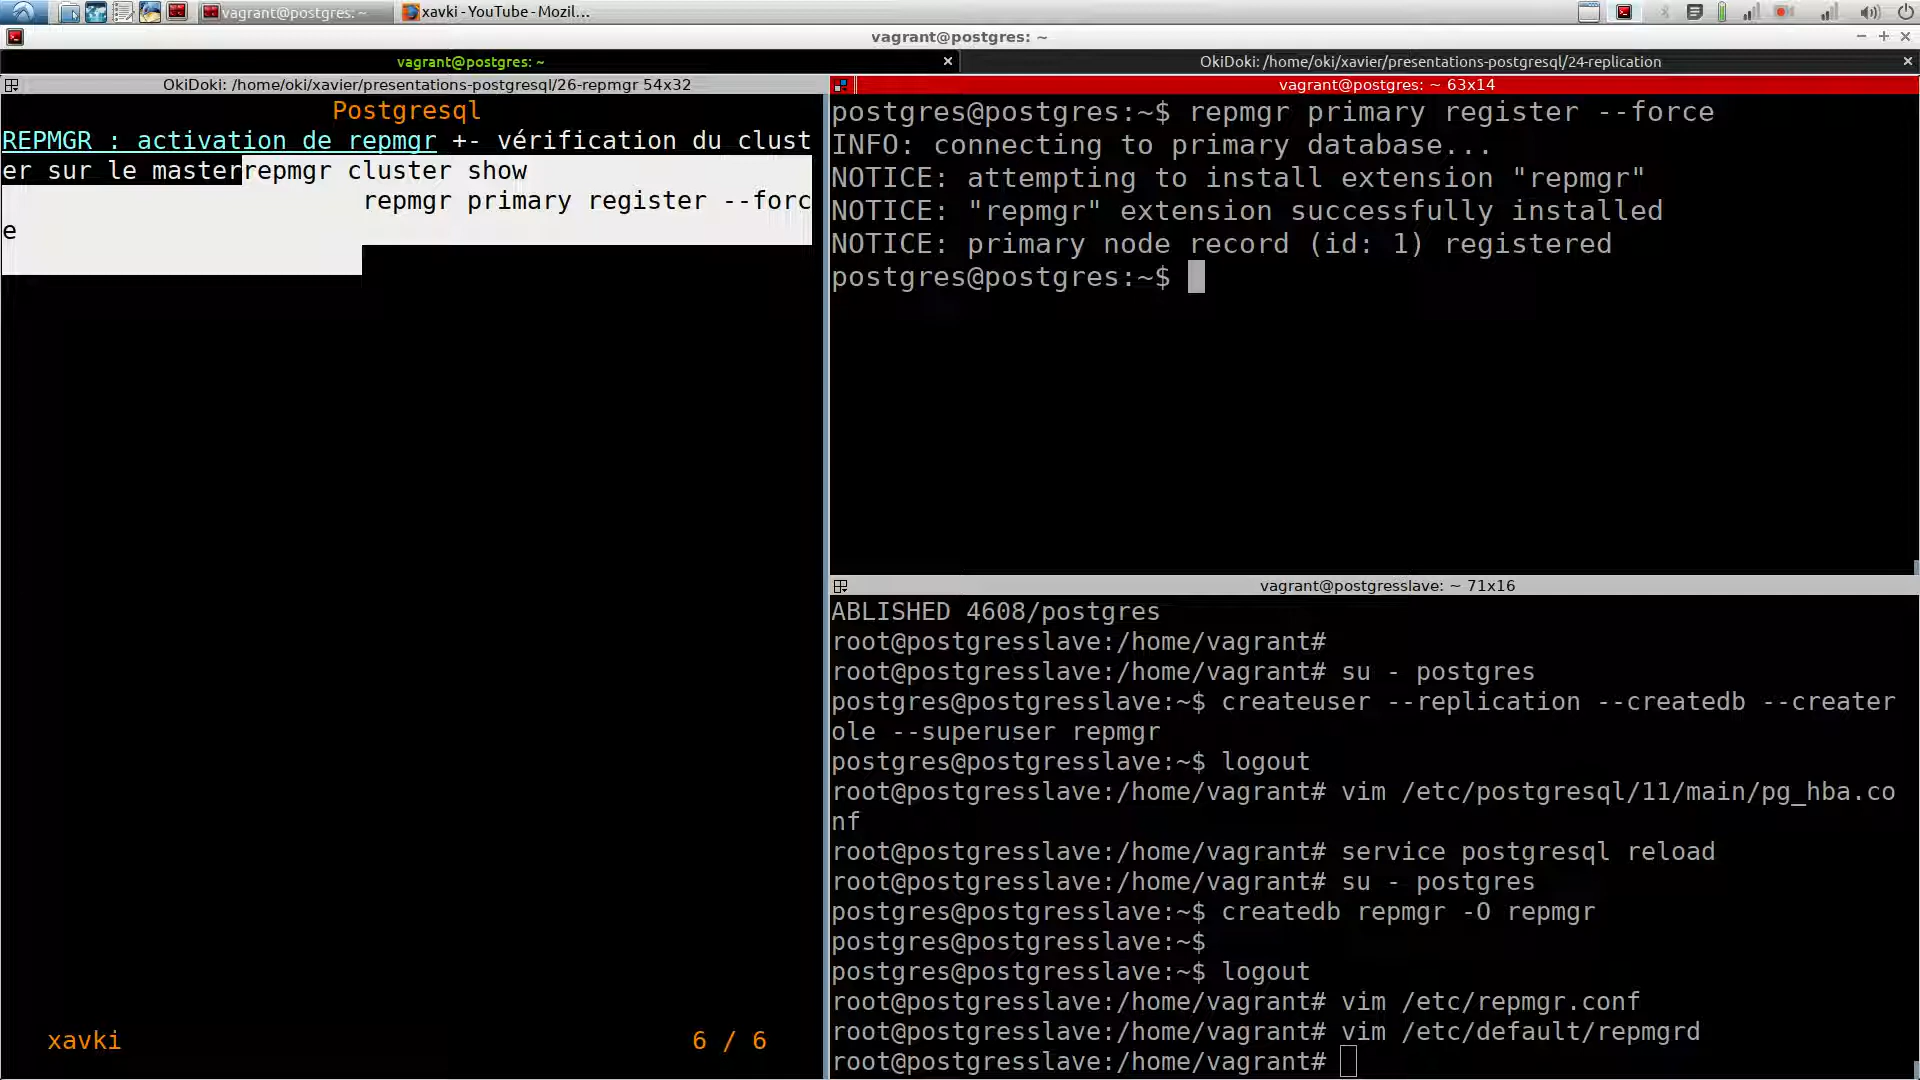 vagrant@postgres: ~
xavki - YouTube - Mozil...
vagrant@postgres: ~
vagrant@postgres: ~
OkiDoki: /home/oki/xavier/presentations-postgresql/24-replication
OkiDoki: /home/oki/xavier/presentations-postgresql/26-repmgr 54x32
Postgresql
REPMGR : activation de repmgr +- vérification du clust
er sur le masterrepmgr cluster show
repmgr primary register --forc
e
xavki
6 / 6
vagrant@postgres: ~ 63x14
postgres@postgres:~$ repmgr primary register --force
INFO: connecting to primary database...
NOTICE: attempting to install extension "repmgr"
NOTICE: "repmgr" extension successfully installed
NOTICE: primary node record (id: 1) registered
postgres@postgres:~$
vagrant@postgresslave: ~ 71x16
ABLISHED 4608/postgres
root@postgresslave:/home/vagrant#
root@postgresslave:/home/vagrant# su - postgres
postgres@postgresslave:~$ createuser --replication --createdb --creater
ole --superuser repmgr
postgres@postgresslave:~$ logout
root@postgresslave:/home/vagrant# vim /etc/postgresql/11/main/pg_hba.co
nf
root@postgresslave:/home/vagrant# service postgresql reload
root@postgresslave:/home/vagrant# su - postgres
postgres@postgresslave:~$ createdb repmgr -O repmgr
postgres@postgresslave:~$
postgres@postgresslave:~$ logout
root@postgresslave:/home/vagrant# vim /etc/repmgr.conf
root@postgresslave:/home/vagrant# vim /etc/default/repmgrd
root@postgresslave:/home/vagrant#